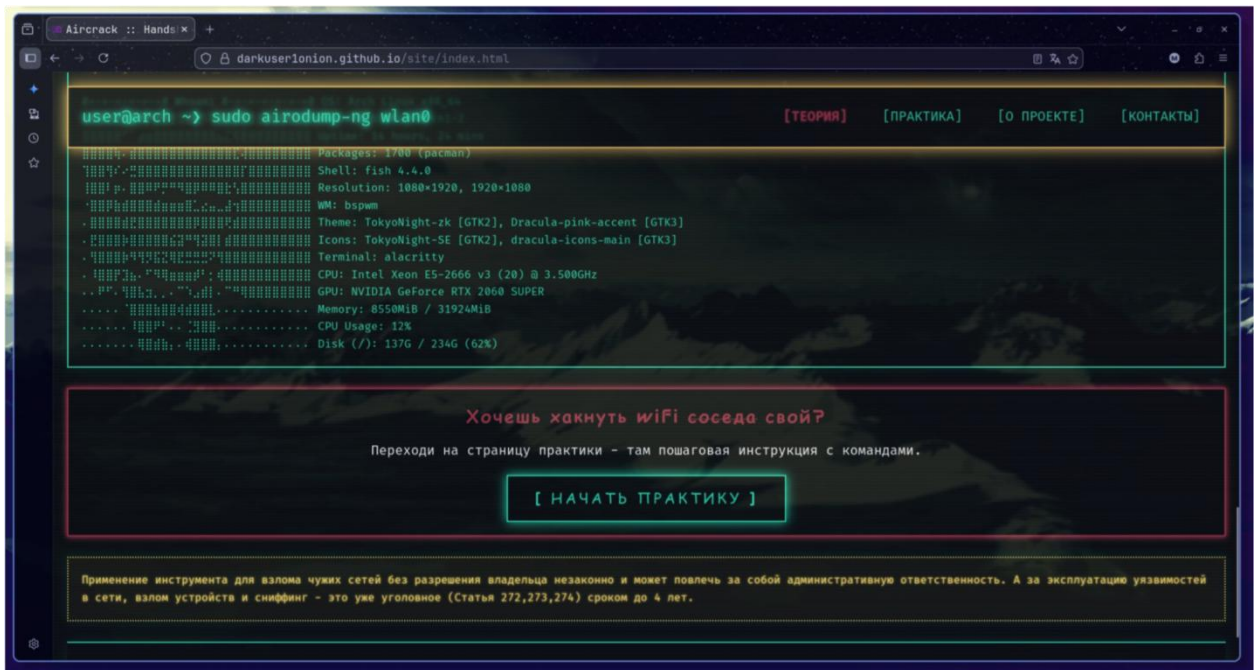 Aircrack :: Hands
darkuser1onion.github.io/site/index.html
user@arch ~❯ sudo airodump-ng wlan0
[ТЕОРИЯ]
[ПРАКТИКА]
[О ПРОЕКТЕ]
[КОНТАКТЫ]
Packages: 1700 (pacman)
Shell: fish 4.4.0
Resolution: 1080×1920, 1920×1080
WM: bspwm
Theme: TokyoNight-zk [GTK2], Dracula-pink-accent [GTK3]
Icons: TokyoNight-SE [GTK2], dracula-icons-main [GTK3]
Terminal: alacritty
CPU: Intel Xeon E5-2666 v3 (20) @ 3.500GHz
GPU: NVIDIA GeForce RTX 2060 SUPER
Memory: 8550MiB / 31924MiB
CPU Usage: 12%
Disk (/): 137G / 234G (62%)
Хочешь хакнуть wiFi соседа свой?
Переходи на страницу практики - там пошаговая инструкция с командами.
[ НАЧАТЬ ПРАКТИКУ ]
Применение инструмента для взлома чужих сетей без разрешения владельца незаконно и может повлечь за собой административную ответственность. А за эксплуатацию уязвимостей
в сети, взлом устройств и сниффинг - это уже уголовное (Статья 272,273,274) сроком до 4 лет.